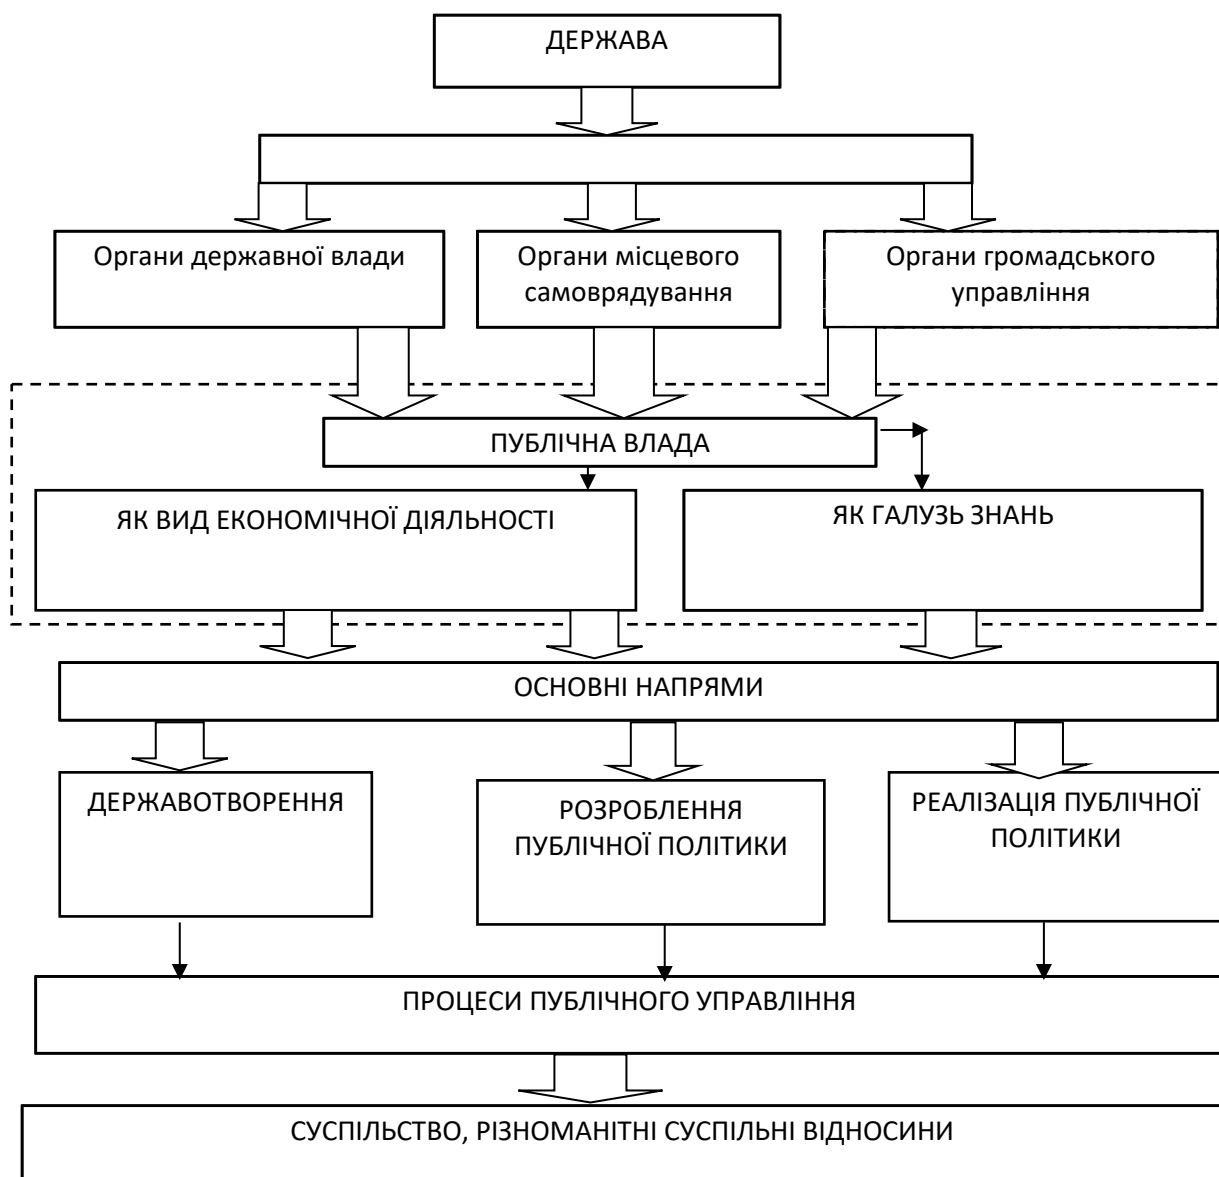 ДЕРЖАВА
Органи державної влади
Органи місцевого
самоврядування
Органи громадського
управління
ПУБЛІЧНА ВЛАДА
ЯК ВИД ЕКОНОМІЧНОЇ ДІЯЛЬНОСТІ
ЯК ГАЛУЗЬ ЗНАНЬ
ОСНОВНІ НАПРЯМИ
ДЕРЖАВОТВОРЕННЯ
РОЗРОБЛЕННЯ
ПУБЛІЧНОЇ ПОЛІТИКИ
РЕАЛІЗАЦІЯ ПУБЛІЧНОЇ
ПОЛІТИКИ
ПРОЦЕСИ ПУБЛІЧНОГО УПРАВЛІННЯ
СУСПІЛЬСТВО, РІЗНОМАНІТНІ СУСПІЛЬНІ ВІДНОСИНИ